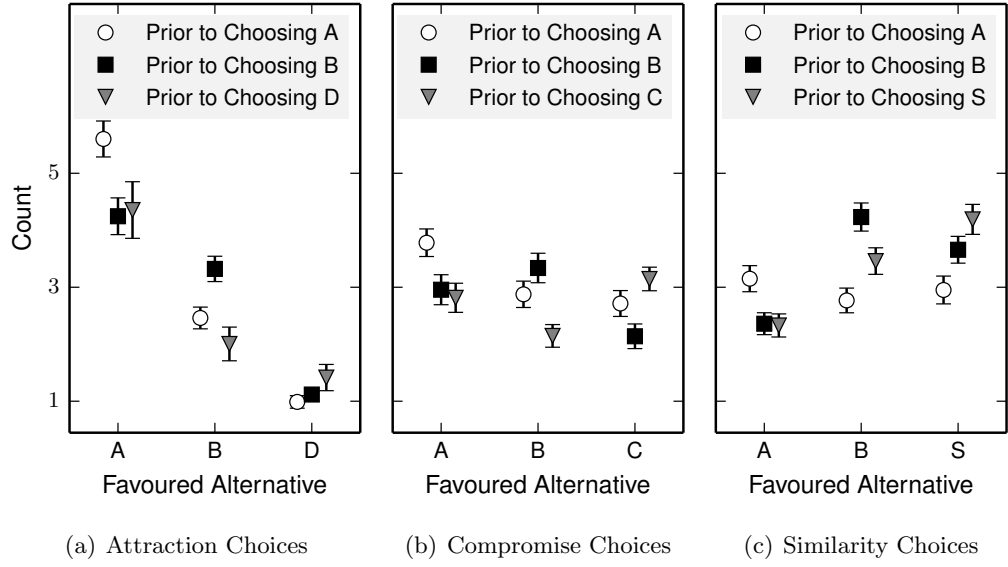 Prior to Choosing A
Prior to Choosing B
Prior to Choosing D
Count
5
3
1
A B D
Favoured Alternative
(a) Attraction Choices
Prior to Choosing A
Prior to Choosing B
Prior to Choosing C
A B C
Favoured Alternative
(b) Compromise Choices
Prior to Choosing A
Prior to Choosing B
Prior to Choosing S
A B S
Favoured Alternative
(c) Similarity Choices